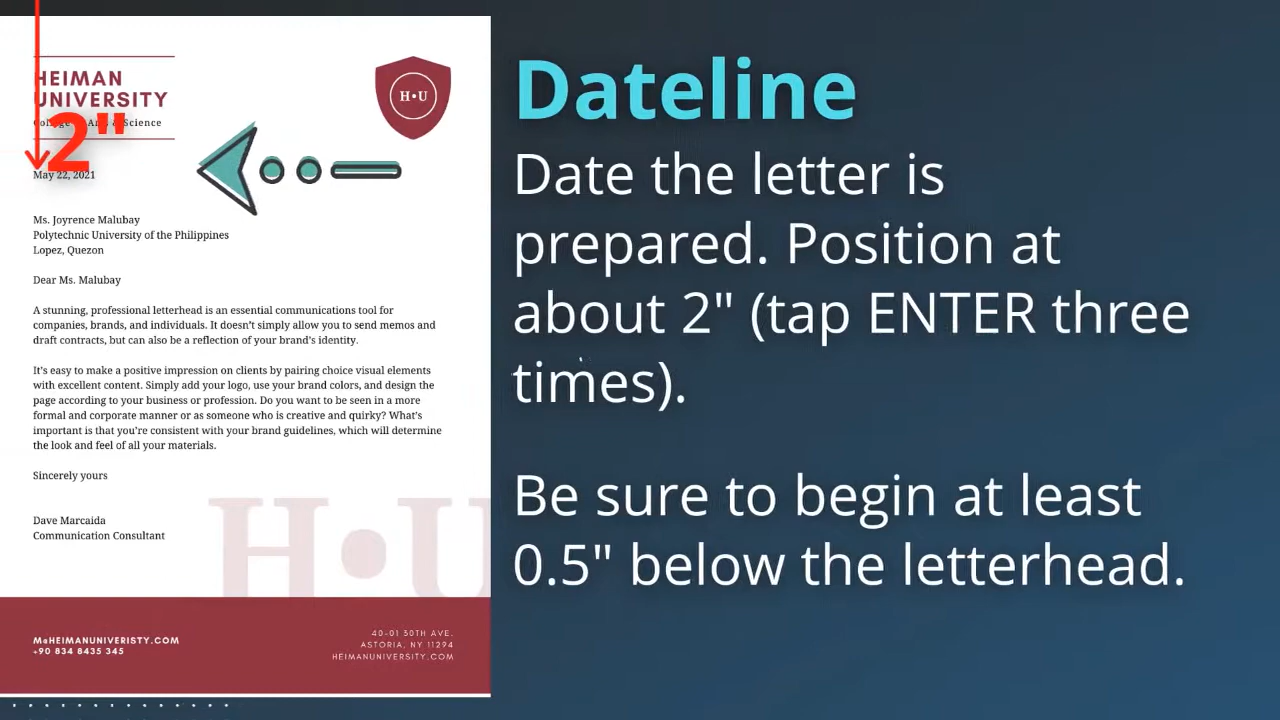 HEIMAN
UNIVERSITY
College of Arts & Science
2"
H•U
May 22, 2021
Ms. Joyrence Malubay
Polytechnic University of the Philippines
Lopez, Quezon
Dear Ms. Malubay
A stunning, professional letterhead is an essential communications tool for
companies, brands, and individuals. It doesn't simply allow you to send memos and
draft contracts, but can also be a reflection of your brand's identity.
It's easy to make a positive impression on clients by pairing choice visual elements
with excellent content. Simply add your logo, use your brand colors, and design the
page according to your business or profession. Do you want to be seen in a more
formal and corporate manner or as someone who is creative and quirky? What's
important is that you're consistent with your brand guidelines, which will determine
the look and feel of all your materials.
Sincerely yours
Dave Marcaida
Communication Consultant
H•U
M@HEIMANUNIVERISTY.COM
+90 834 8435 345
40-01 50TH AVE.
ASTORIA, NY 11294
HEIMANUNIVERSITY.COM
Dateline
Date the letter is
prepared. Position at
about 2" (tap ENTER three
times).
Be sure to begin at least
0.5" below the letterhead.